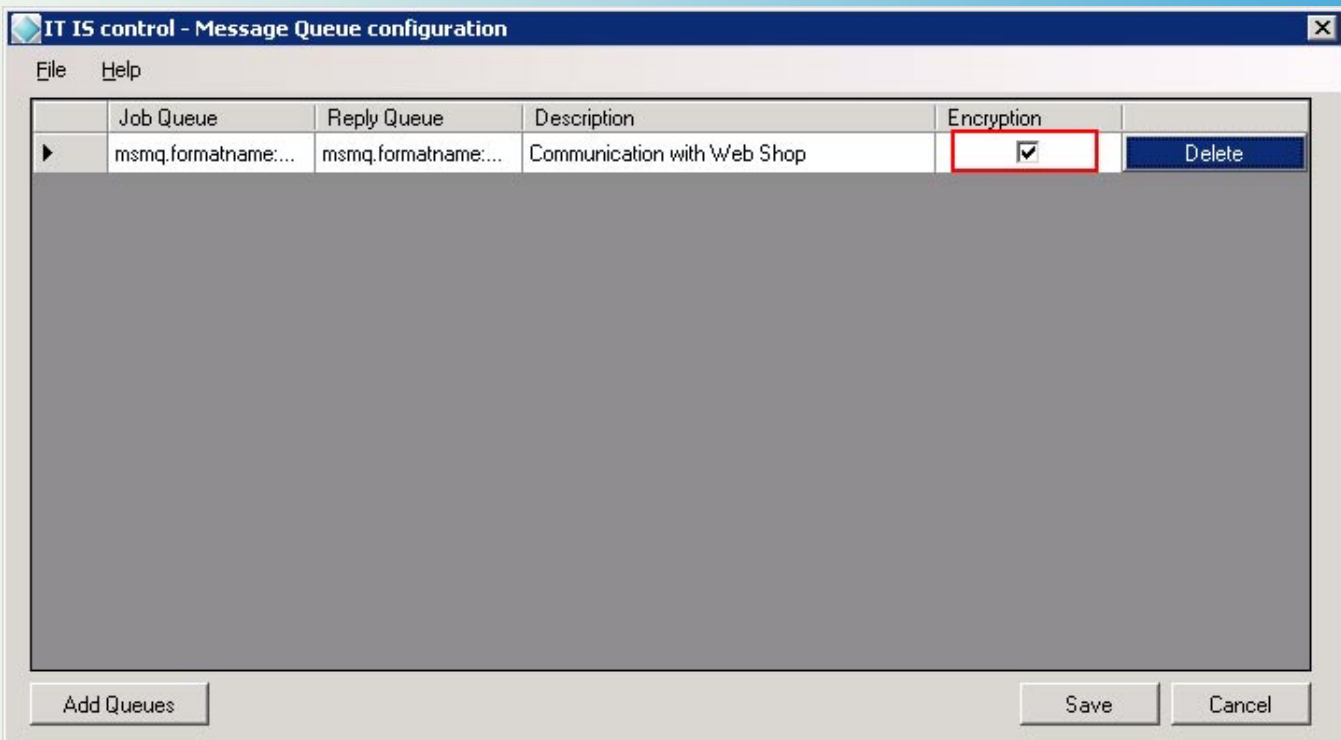 IT IS control - Message Queue configuration
File Help
Job Queue Reply Queue Description Encryption
msmq.formatname:... msmq.formatname:... Communication with Web Shop Delete
Add Queues Save Cancel